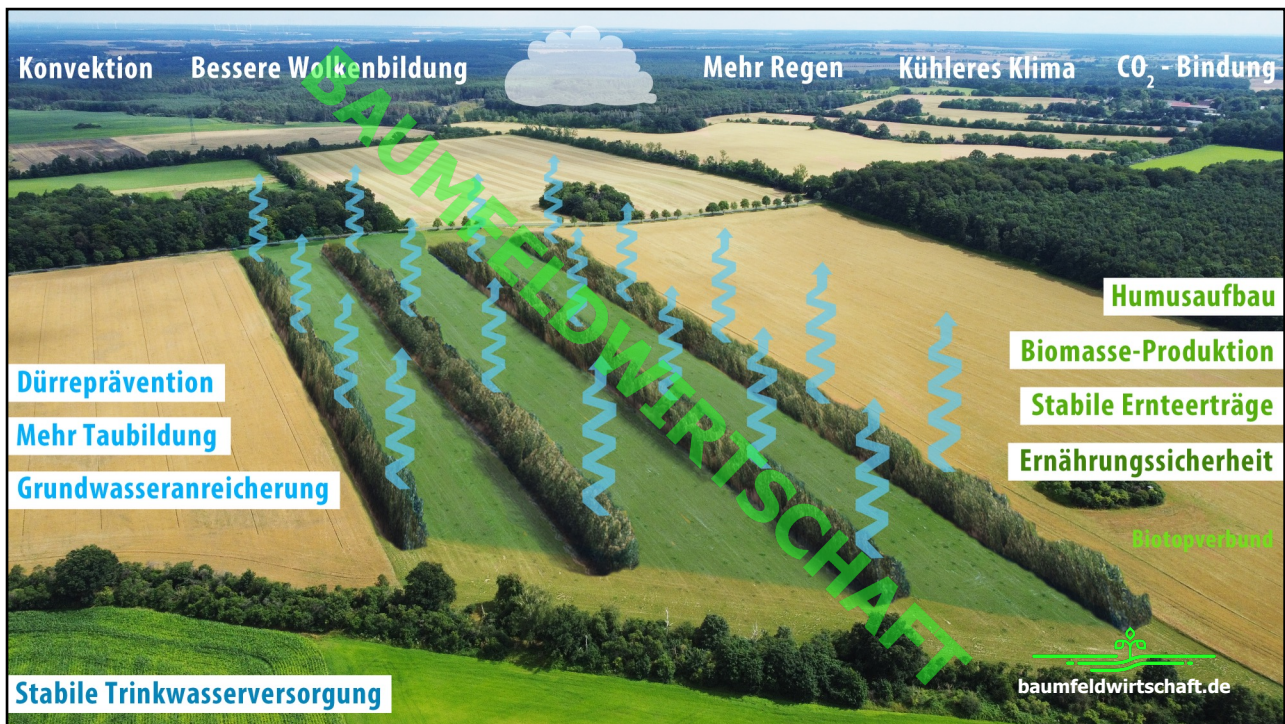 Konvektion
Bessere Wolkenbildung
Mehr Regen
Kühleres Klima
CO₂ - Bindung
BAUMFELDWIRTSCHAFT
Dürreprävention
Mehr Taubildung
Grundwasseranreicherung
Humusaufbau
Biomasse-Produktion
Stabile Ernteerträge
Ernährungssicherheit
Biotopverbund
Stabile Trinkwasserversorgung
baumfeldwirtschaft.de